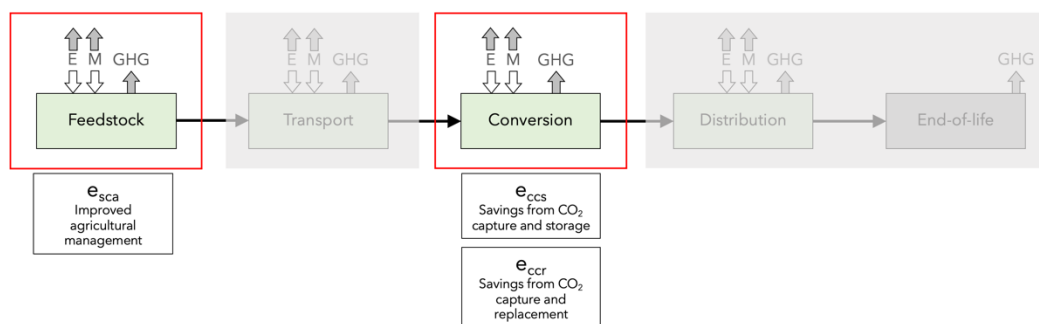 E M GHG
Feedstock
E M GHG
Transport
E M GHG
Conversion
E M GHG
Distribution
GHG
End-of-life
esca
Improved
agricultural
management
eccs
Savings from CO2
capture and storage
eccr
Savings from CO2
capture and
replacement